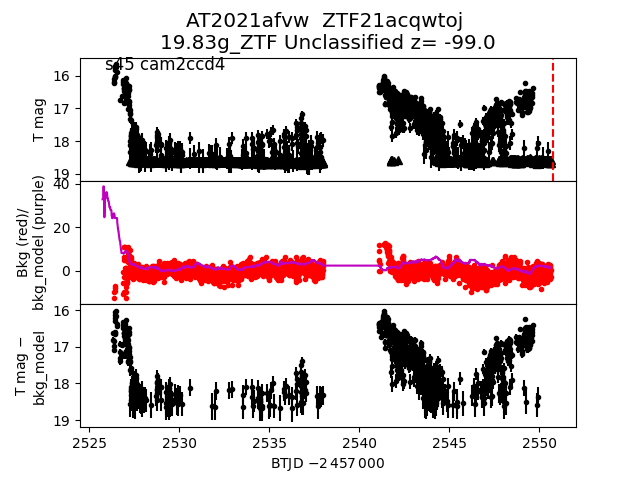 AT2021afvw  ZTF21acqwtoj
19.83g_ZTF Unclassified z= -99.0
s45 cam2ccd4
T mag
16
17
18
19
Bkg (red)/
bkg_model (purple)
40
20
0
T mag −
bkg_model
16
17
18
19
2525 2530 2535 2540 2545 2550
BTJD −2 457 000